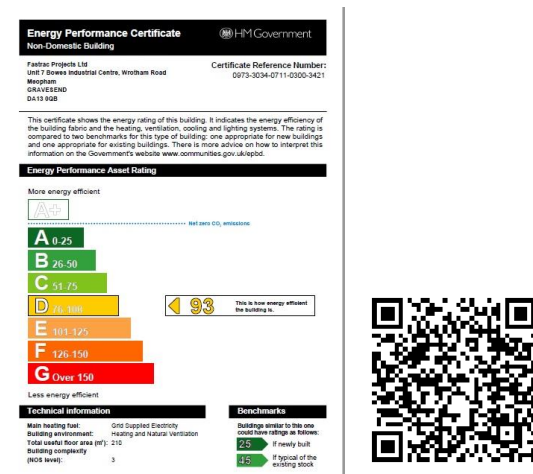 Energy Performance Certificate
HM Government
Non-Domestic Building
Fastrac Projects Ltd
Unit 7 Bowes Industrial Centre, Wrotham Road
Meopham
GRAVESEND
DA13 0QB
Certificate Reference Number:
0973-3034-0711-0300-3421
This certificate shows the energy rating of this building. It indicates the energy efficiency of
the building fabric and the heating, ventilation, cooling and lighting systems. The rating is
compared to two benchmarks for this type of building: one appropriate for new buildings
and one appropriate for existing buildings. There is more advice on how to interpret this
information on the Government's website www.communities.gov.uk/epbd.
Energy Performance Asset Rating
More energy efficient
A+
Net zero CO₂ emissions
A 0-25
B 26-50
C 51-75
D 76-100
93
This is how energy efficient
the building is.
E 101-125
F 126-150
G Over 150
Less energy efficient
Technical information
Main heating fuel: Grid Supplied Electricity
Building environment: Heating and Natural Ventilation
Total useful floor area (m²): 210
Building complexity
(NOS level): 3
Benchmarks
Buildings similar to this one
could have ratings as follows:
25 If newly built
45 If typical of the
existing stock